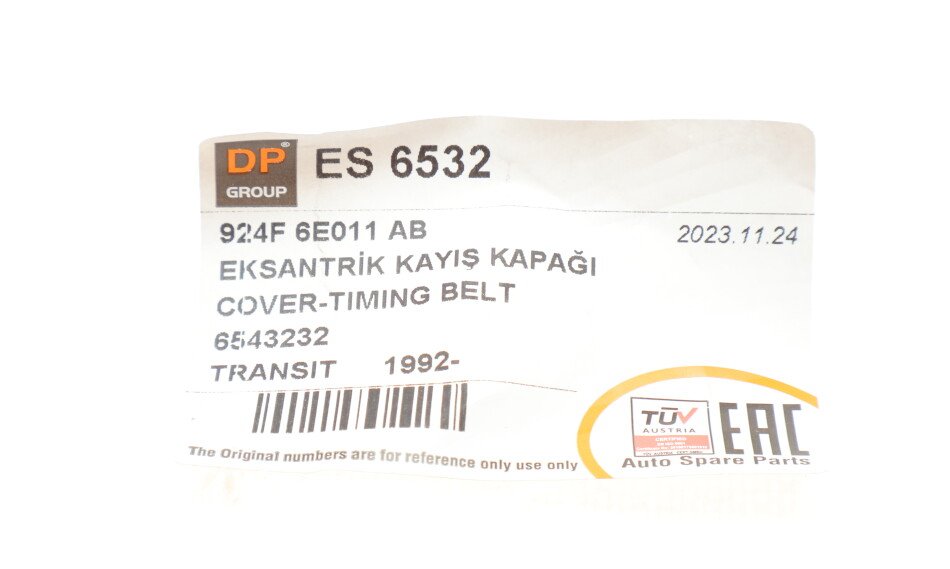 DP®
GROUP
ES 6532
924F 6E011 AB
2023.11.24
EKSANTRİK KAYIŞ KAPAĞI
COVER-TIMING BELT
6543232
TRANSIT 1992-
The Original numbers are for reference only use only
TÜV
AUSTRIA
CERTIFIED
EAC
Auto Spare Parts